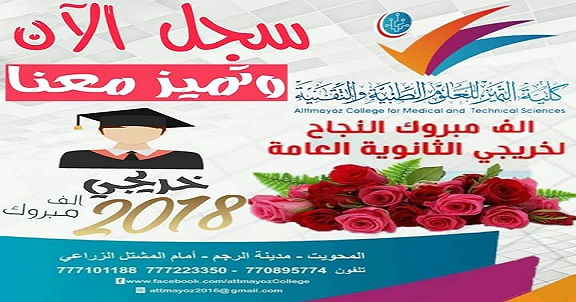 سجل الآن
وتميز معنا
كلية التميز للعلوم الطبية والتقنية
Alttmayoz College for Medical and Technical Sciences
الف مبروك النجاح
لخريجي الثانوية العامة
خريجي
2018
الف
مبروك
المحويت - مدينة الرجم - أمام المشتل الزراعي
تلفون 770895774 - 777223350 - 777101188
www.facebook.com/attmayozCollege
attmayoz2016@gmail.com